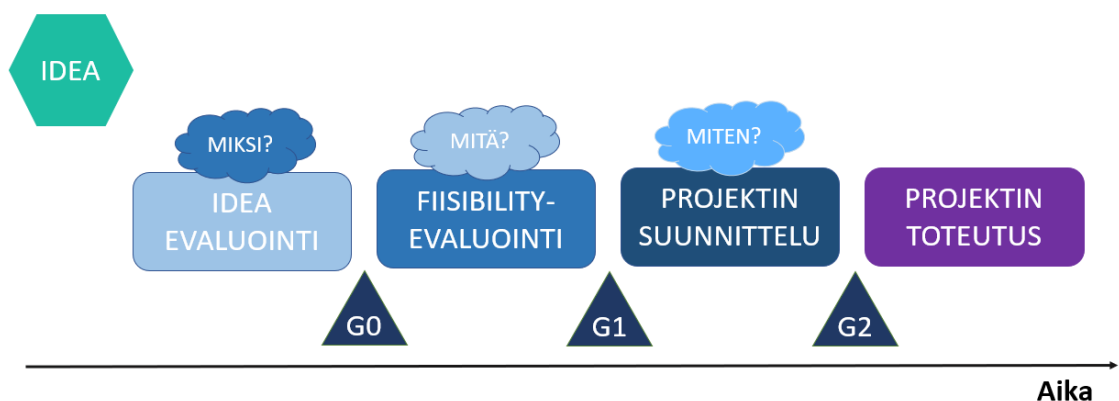 IDEA
MIKSI?
MITÄ?
MITEN?
IDEA
EVALUOINTI
FIISIBILITY-
EVALUOINTI
PROJEKTIN
SUUNNITTELU
PROJEKTIN
TOTEUTUS
G0
G1
G2
Aika